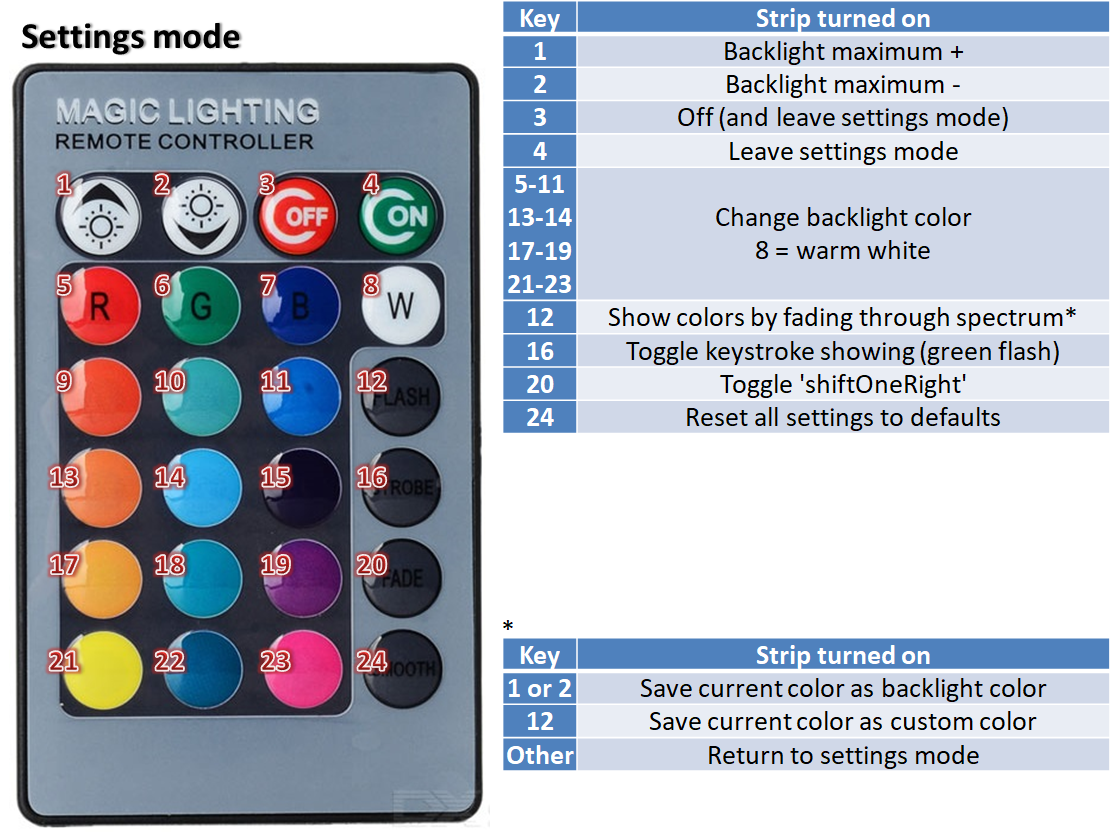 Settings mode
MAGIC LIGHTING
REMOTE CONTROLLER
1 2 3 4
OFF ON
5 6 7 8
R G B W
9 10 11 12
FLASH
13 14 15 16
STROBE
17 18 19 20
FADE
21 22 23 24
SMOOTH
Key Strip turned on
1 Backlight maximum +
2 Backlight maximum -
3 Off (and leave settings mode)
4 Leave settings mode
5-11
13-14 Change backlight color
17-19 8 = warm white
21-23
12 Show colors by fading through spectrum*
16 Toggle keystroke showing (green flash)
20 Toggle 'shiftOneRight'
24 Reset all settings to defaults
*
Key Strip turned on
1 or 2 Save current color as backlight color
12 Save current color as custom color
Other Return to settings mode